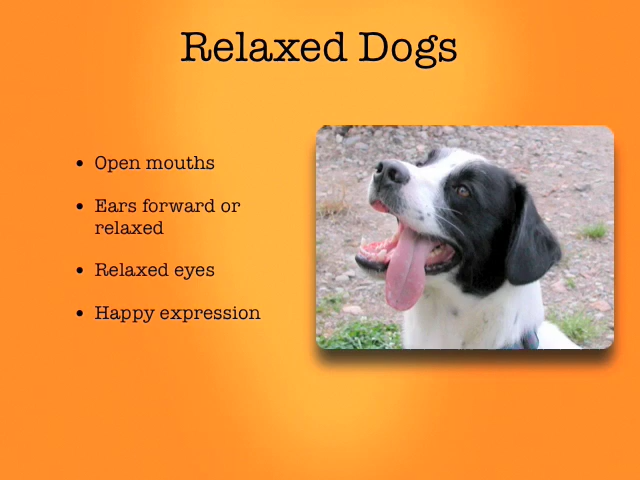 Relaxed Dogs
• Open mouths
• Ears forward or
relaxed
• Relaxed eyes
• Happy expression